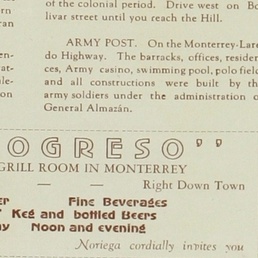 of the colonial period. Drive west on Bo
livar street until you reach the Hill.
ARMY POST. On the Monterrey-Lare
do Highway. The barracks, offices, residen
ces, Army casino, swimming pool, polo field
and all constructions were built by th
army soldiers under the administration o
General Almazán.
OGRESO"
GRILL ROOM IN MONTERREY
— — Right Down Town
er Fine Beverages
Keg and bottled Beers
ay Noon and evening
Noriega cordially invites you